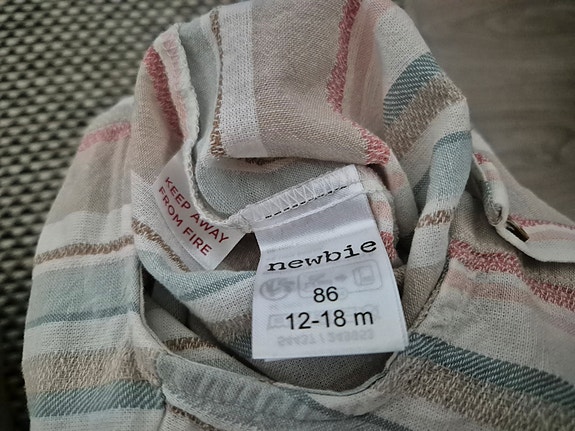 KEEP AWAY
FROM FIRE
newbie
86
12-18 m